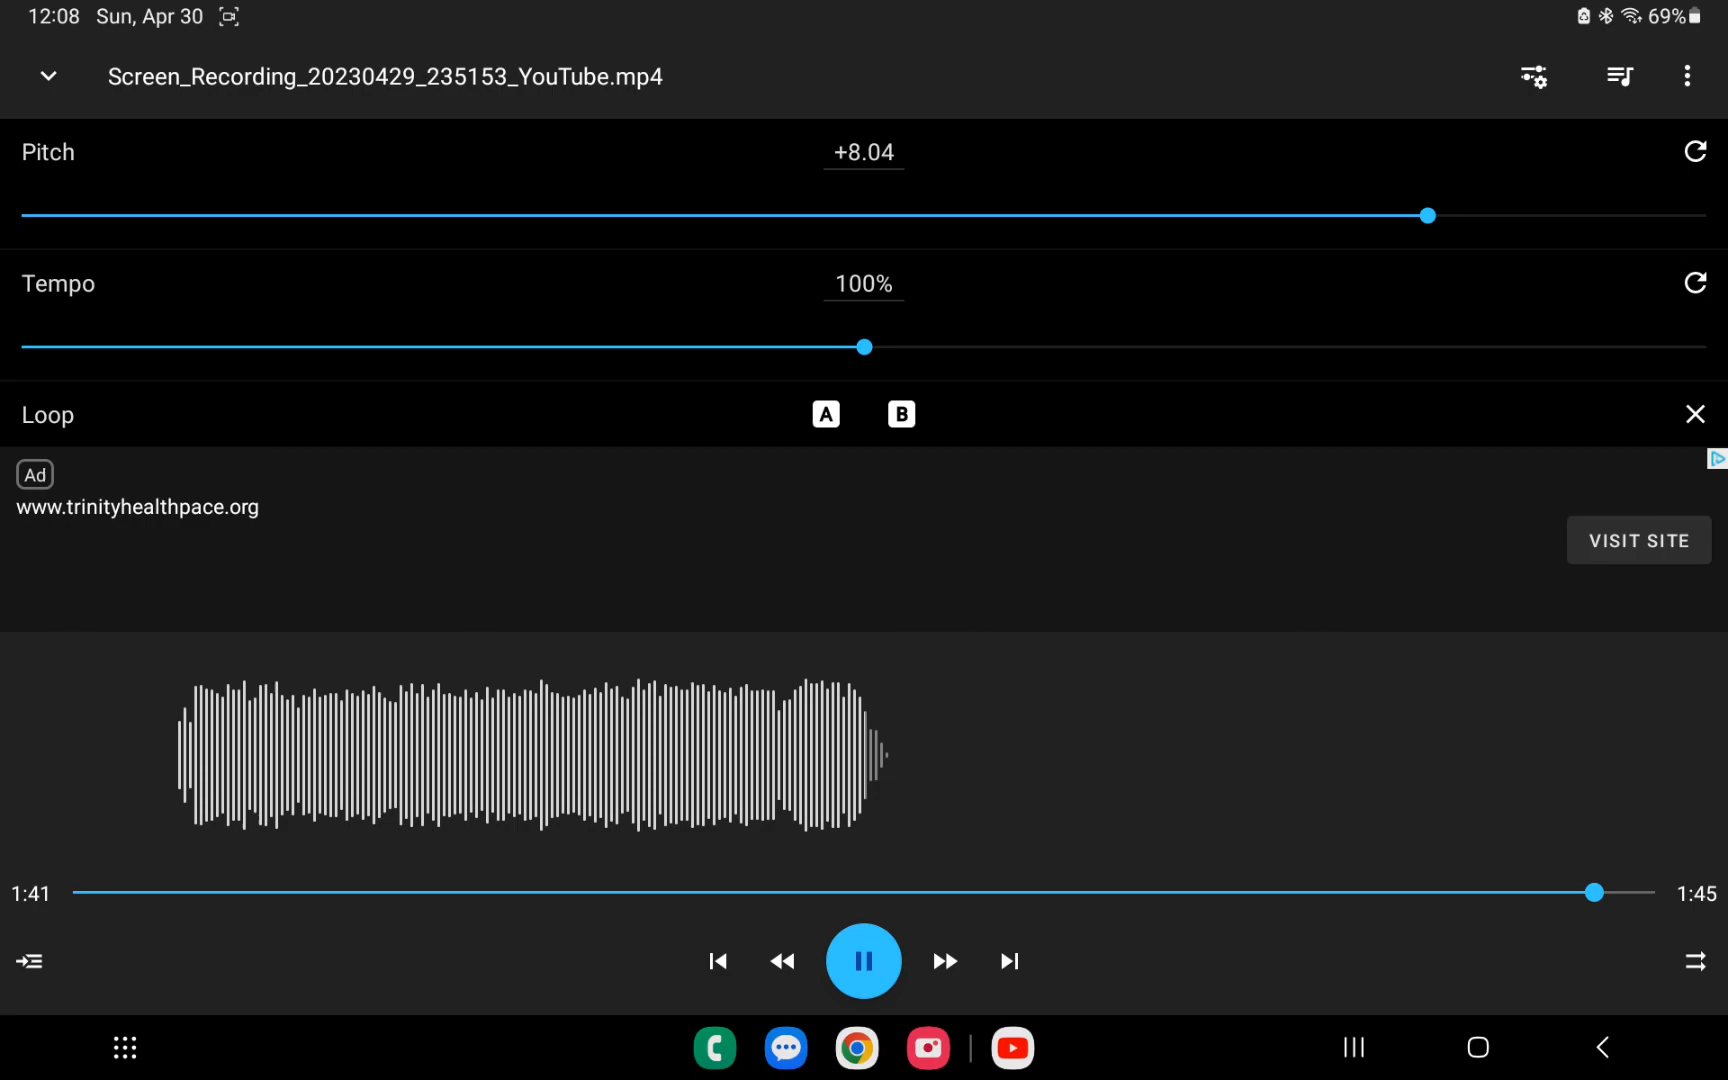 12:08 Sun, Apr 30 69%
Screen_Recording_20230429_235153_YouTube.mp4
Pitch +8.04
Tempo 100%
Loop A B
Ad
www.trinityhealthpace.org
VISIT SITE
1:41 1:45